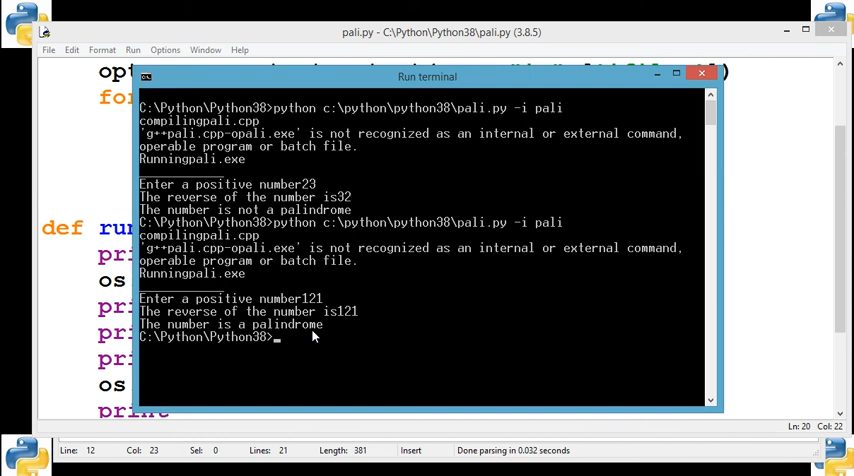 pali.py - C:\Python\Python38\pali.py (3.8.5)
File Edit Format Run Options Window Help
Run terminal
for
C:\Python\Python38>python c:\python\python38\pali.py -i pali
compilingpali.cpp
'g++pali.cpp-opali.exe' is not recognized as an internal or external command,
operable program or batch file.
Runningpali.exe
____________
Enter a positive number23
The reverse of the number is32
The number is not a palindrome
C:\Python\Python38>python c:\python\python38\pali.py -i pali
compilingpali.cpp
'g++pali.cpp-opali.exe' is not recognized as an internal or external command,
operable program or batch file.
Runningpali.exe
____________
Enter a positive number121
The reverse of the number is121
The number is a palindrome
C:\Python\Python38>_
def run
pri
os
pri
pri
pri
os
print
Ln: 20 Col: 22
Line: 12 Col: 23 Sel: 0 Lines: 21 Length: 381 Insert Done parsing in 0.032 seconds